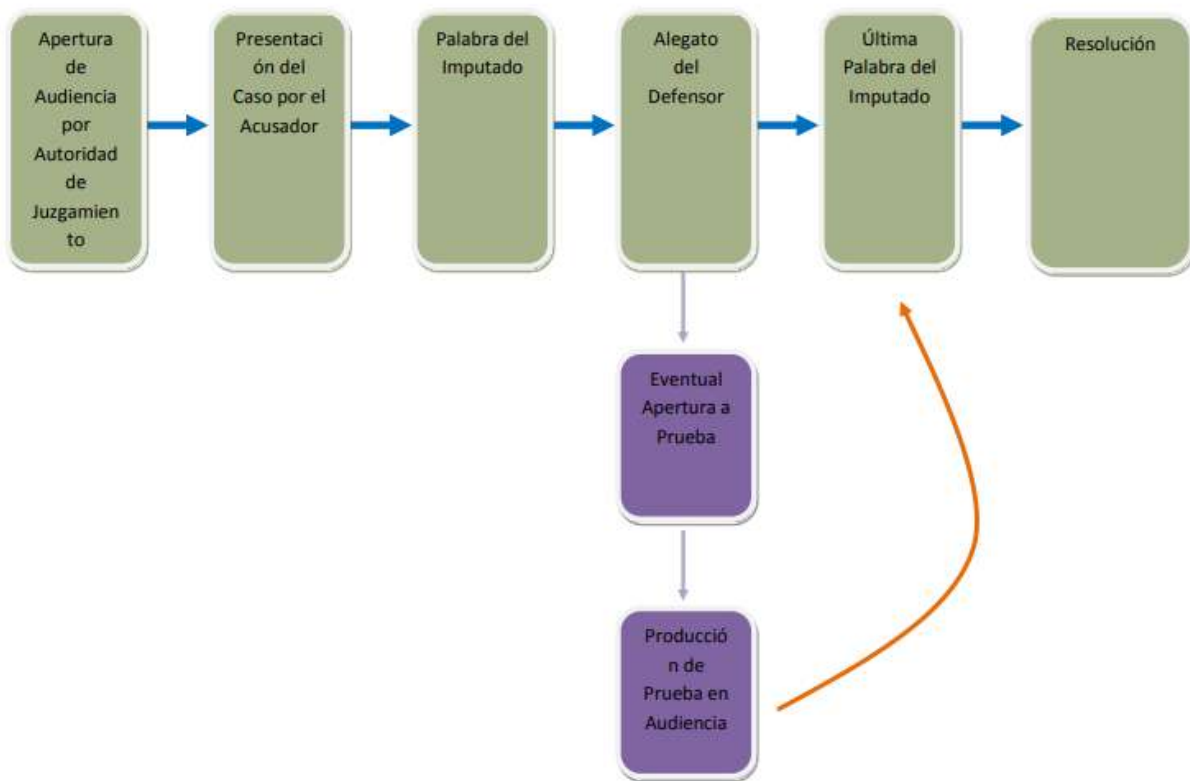 Apertura
de
Audiencia
por
Autoridad
de
Juzgamien
to
Presentaci
ón del
Caso por el
Acusador
Palabra del
Imputado
Alegato
del
Defensor
Última
Palabra del
Imputado
Resolución
Eventual
Apertura a
Prueba
Producció
n de
Prueba en
Audiencia